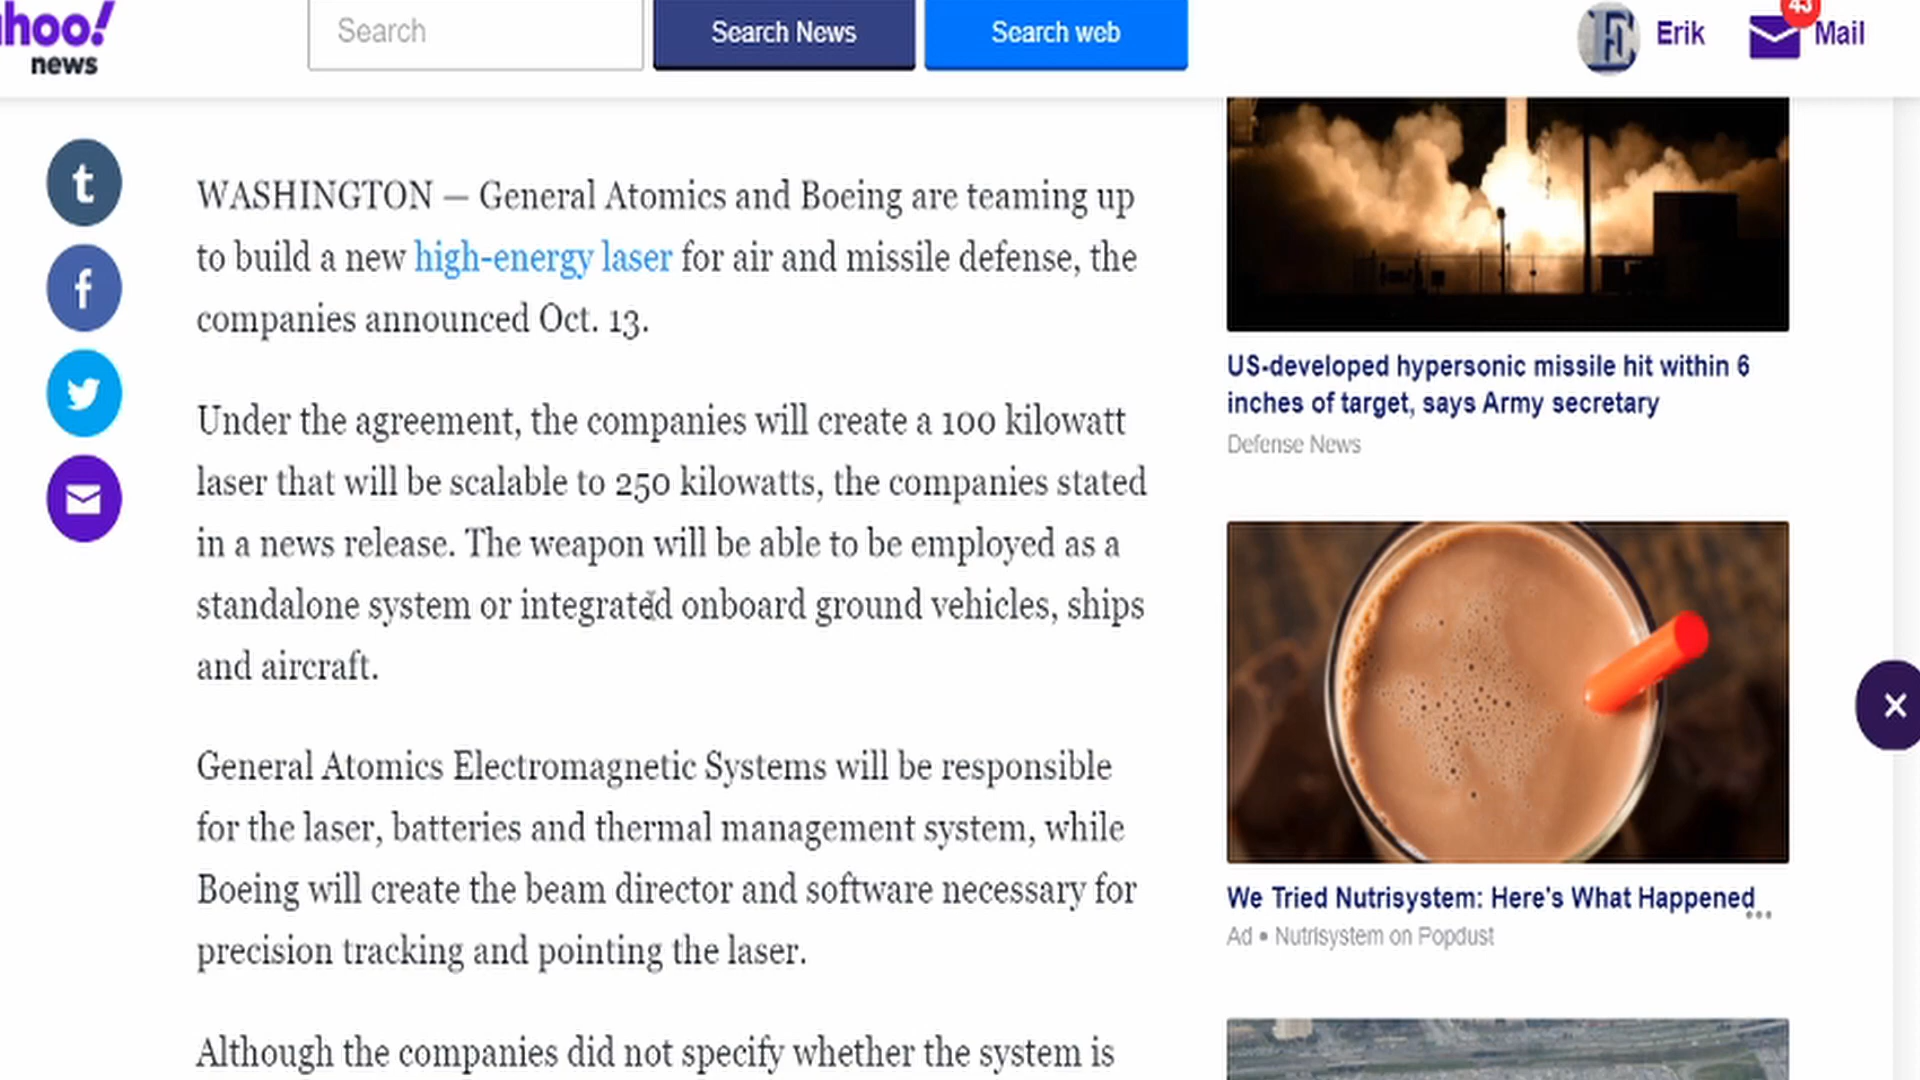 hoo!
news
Search
Search News
Search web
Erik
43
Mail
t
f
WASHINGTON — General Atomics and Boeing are teaming up
to build a new high-energy laser for air and missile defense, the
companies announced Oct. 13.
Under the agreement, the companies will create a 100 kilowatt
laser that will be scalable to 250 kilowatts, the companies stated
in a news release. The weapon will be able to be employed as a
standalone system or integrated onboard ground vehicles, ships
and aircraft.
General Atomics Electromagnetic Systems will be responsible
for the laser, batteries and thermal management system, while
Boeing will create the beam director and software necessary for
precision tracking and pointing the laser.
Although the companies did not specify whether the system is
US-developed hypersonic missile hit within 6
inches of target, says Army secretary
Defense News
We Tried Nutrisystem: Here's What Happened
Ad • Nutrisystem on Popdust